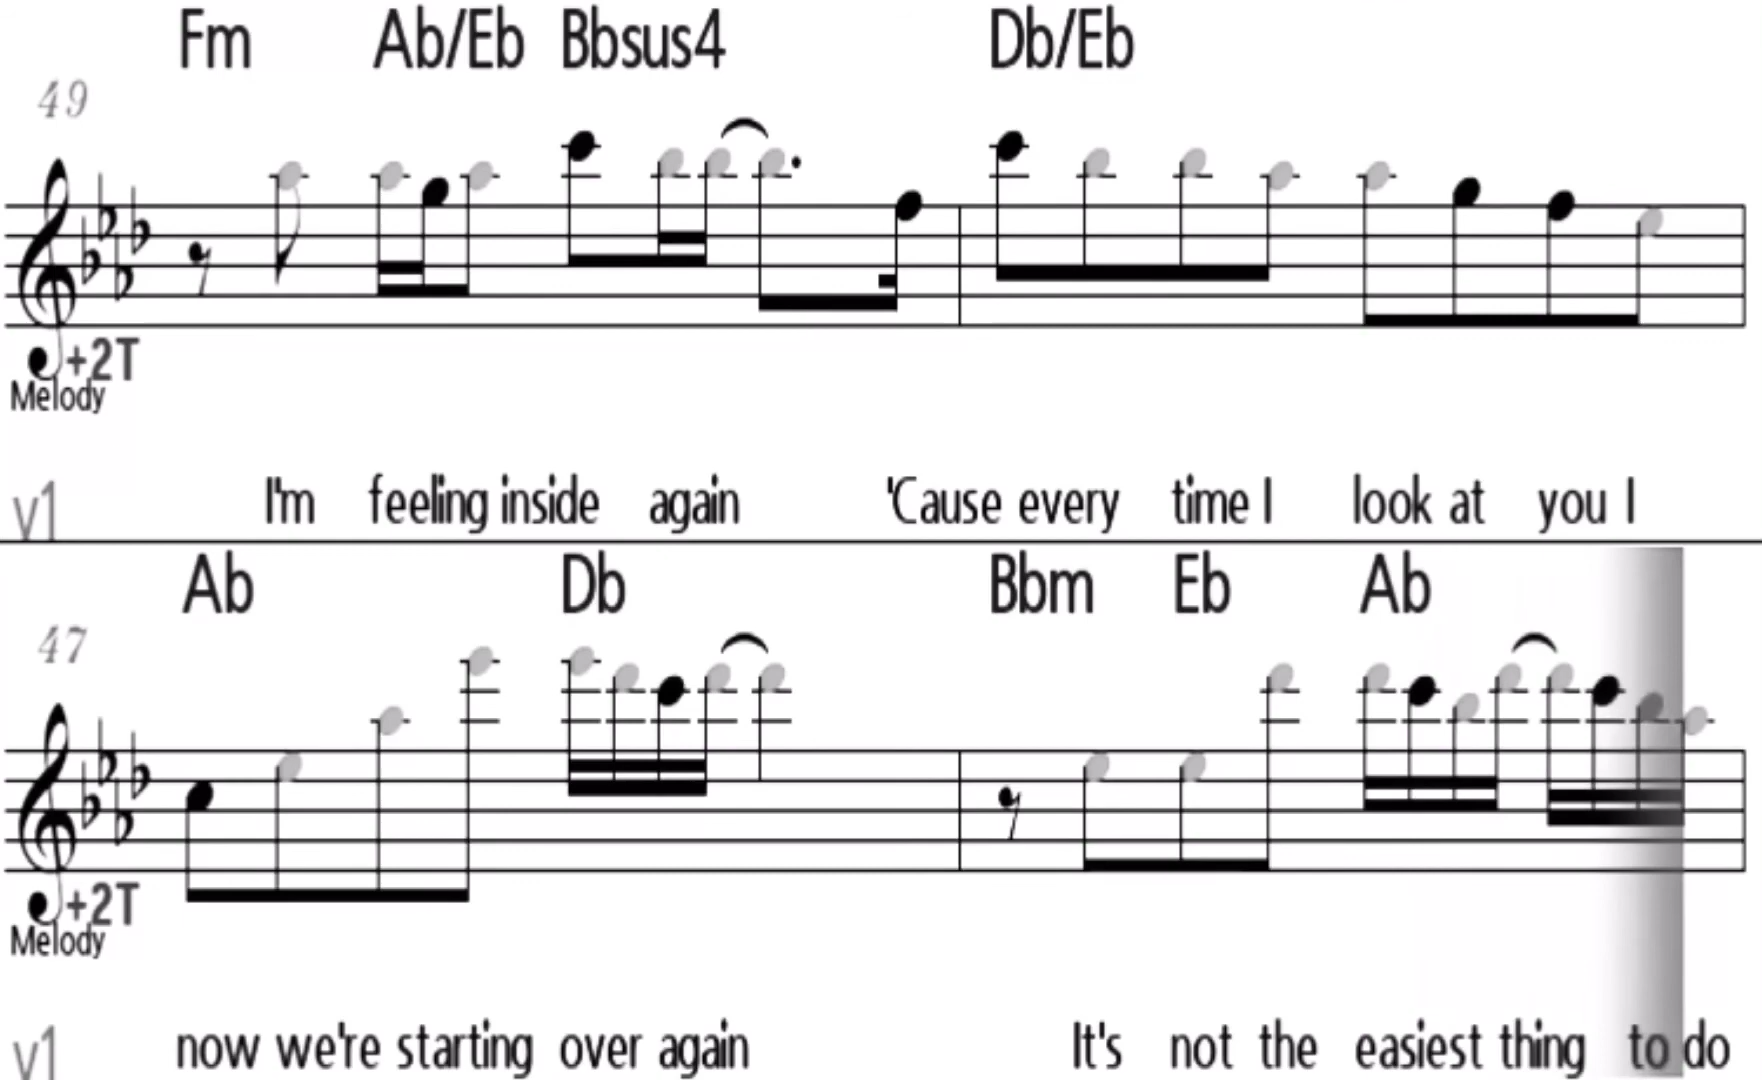 Fm Ab/Eb Bbsus4 Db/Eb
49
+2T
Melody
v1 I'm feeling inside again 'Cause every time I look at you I
Ab Db Bbm Eb Ab
47
+2T
Melody
v1 now we're starting over again It's not the easiest thing to do